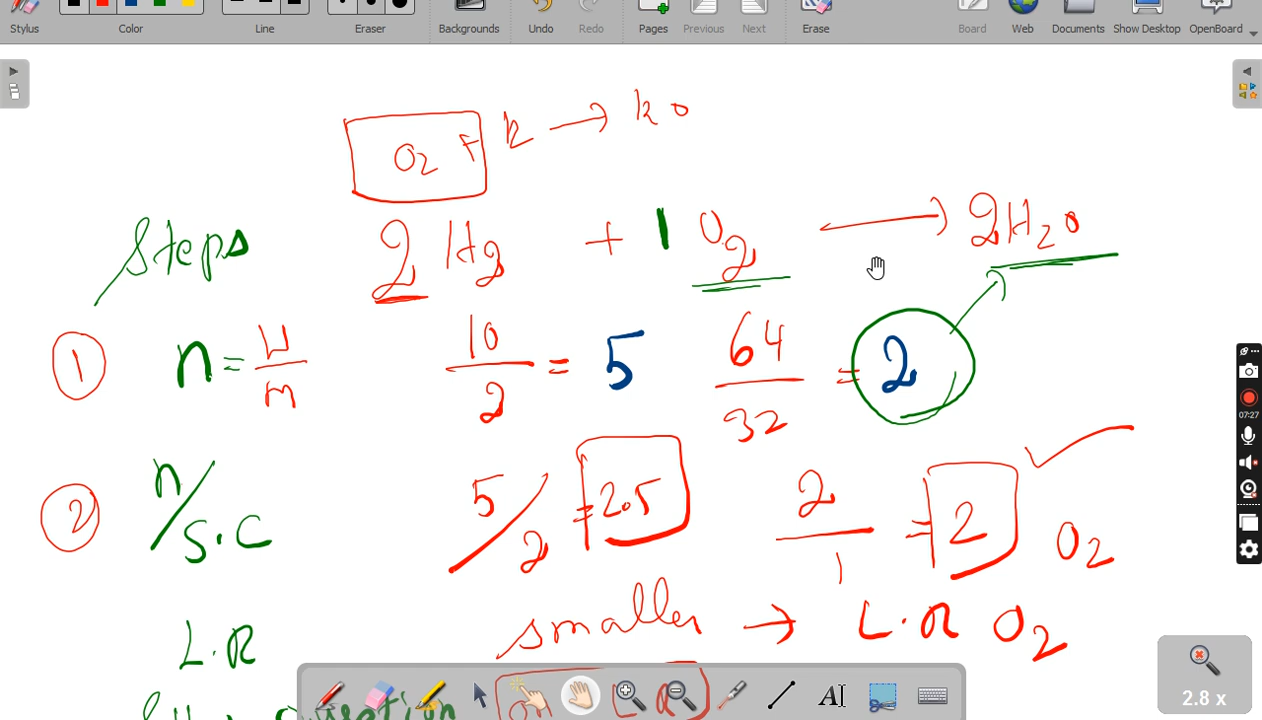 Stylus Color Line Eraser Backgrounds Undo Redo Pages Previous Next Erase Board Web Documents Show Desktop OpenBoard
O2 + K → KO
Steps 2 H2 + 1 O2 → 2H2O
1 n = W/m 10/2 = 5 64/32 = 2
2 n/S.C 5/2 = 2.5 2/1 = 2 O2
L.R smaller → L.R O2
07:27
2.8 x